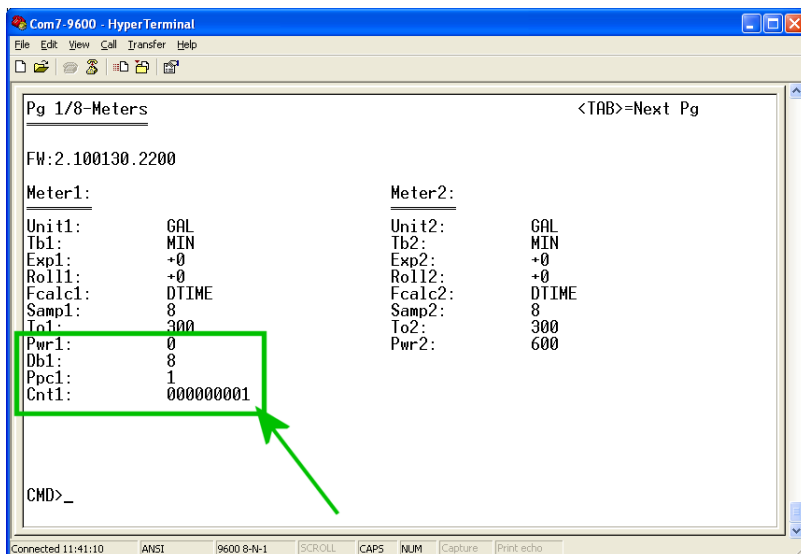 Com7-9600 - HyperTerminal
File Edit View Call Transfer Help
Pg 1/8-Meters <TAB>=Next Pg
FW:2.100130.2200
Meter1: Meter2:
Unit1: GAL Unit2: GAL
Tb1: MIN Tb2: MIN
Exp1: +0 Exp2: +0
Roll1: +0 Roll2: +0
Fcalc1: DTIME Fcalc2: DTIME
Samp1: 8 Samp2: 8
To1: 300 To2: 300
Pwr1: 0 Pwr2: 600
Db1: 8
Ppc1: 1
Cnt1: 000000001
CMD>_
Connected 11:41:10 ANSI 9600 8-N-1 SCROLL CAPS NUM Capture Print echo